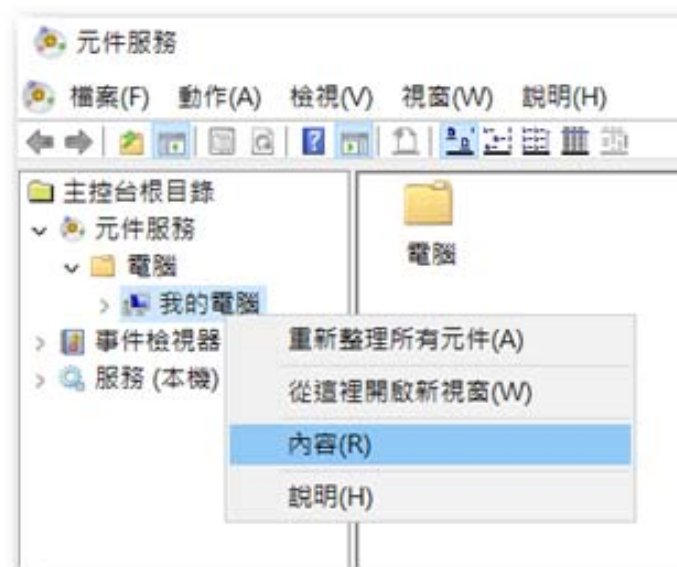 元件服務
檔案(F) 動作(A) 檢視(V) 視窗(W) 說明(H)
主控台根目錄
元件服務
電腦
我的電腦
事件檢視器
服務 (本機)
電腦
重新整理所有元件(A)
從這裡開啟新視窗(W)
內容(R)
說明(H)